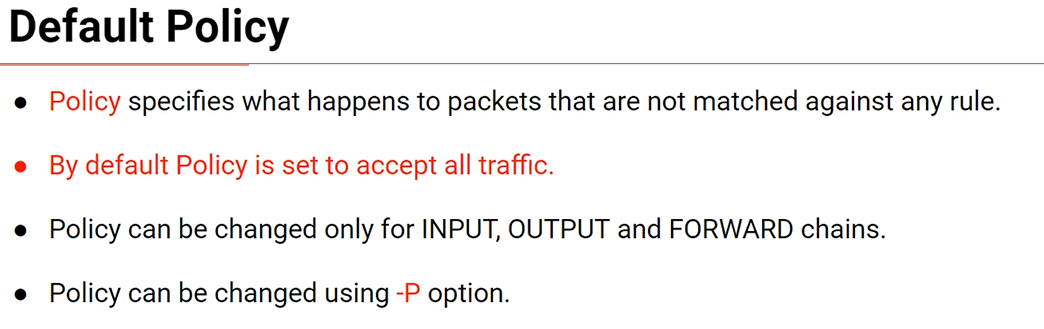 Default Policy
● Policy specifies what happens to packets that are not matched against any rule.
● By default Policy is set to accept all traffic.
● Policy can be changed only for INPUT, OUTPUT and FORWARD chains.
● Policy can be changed using -P option.